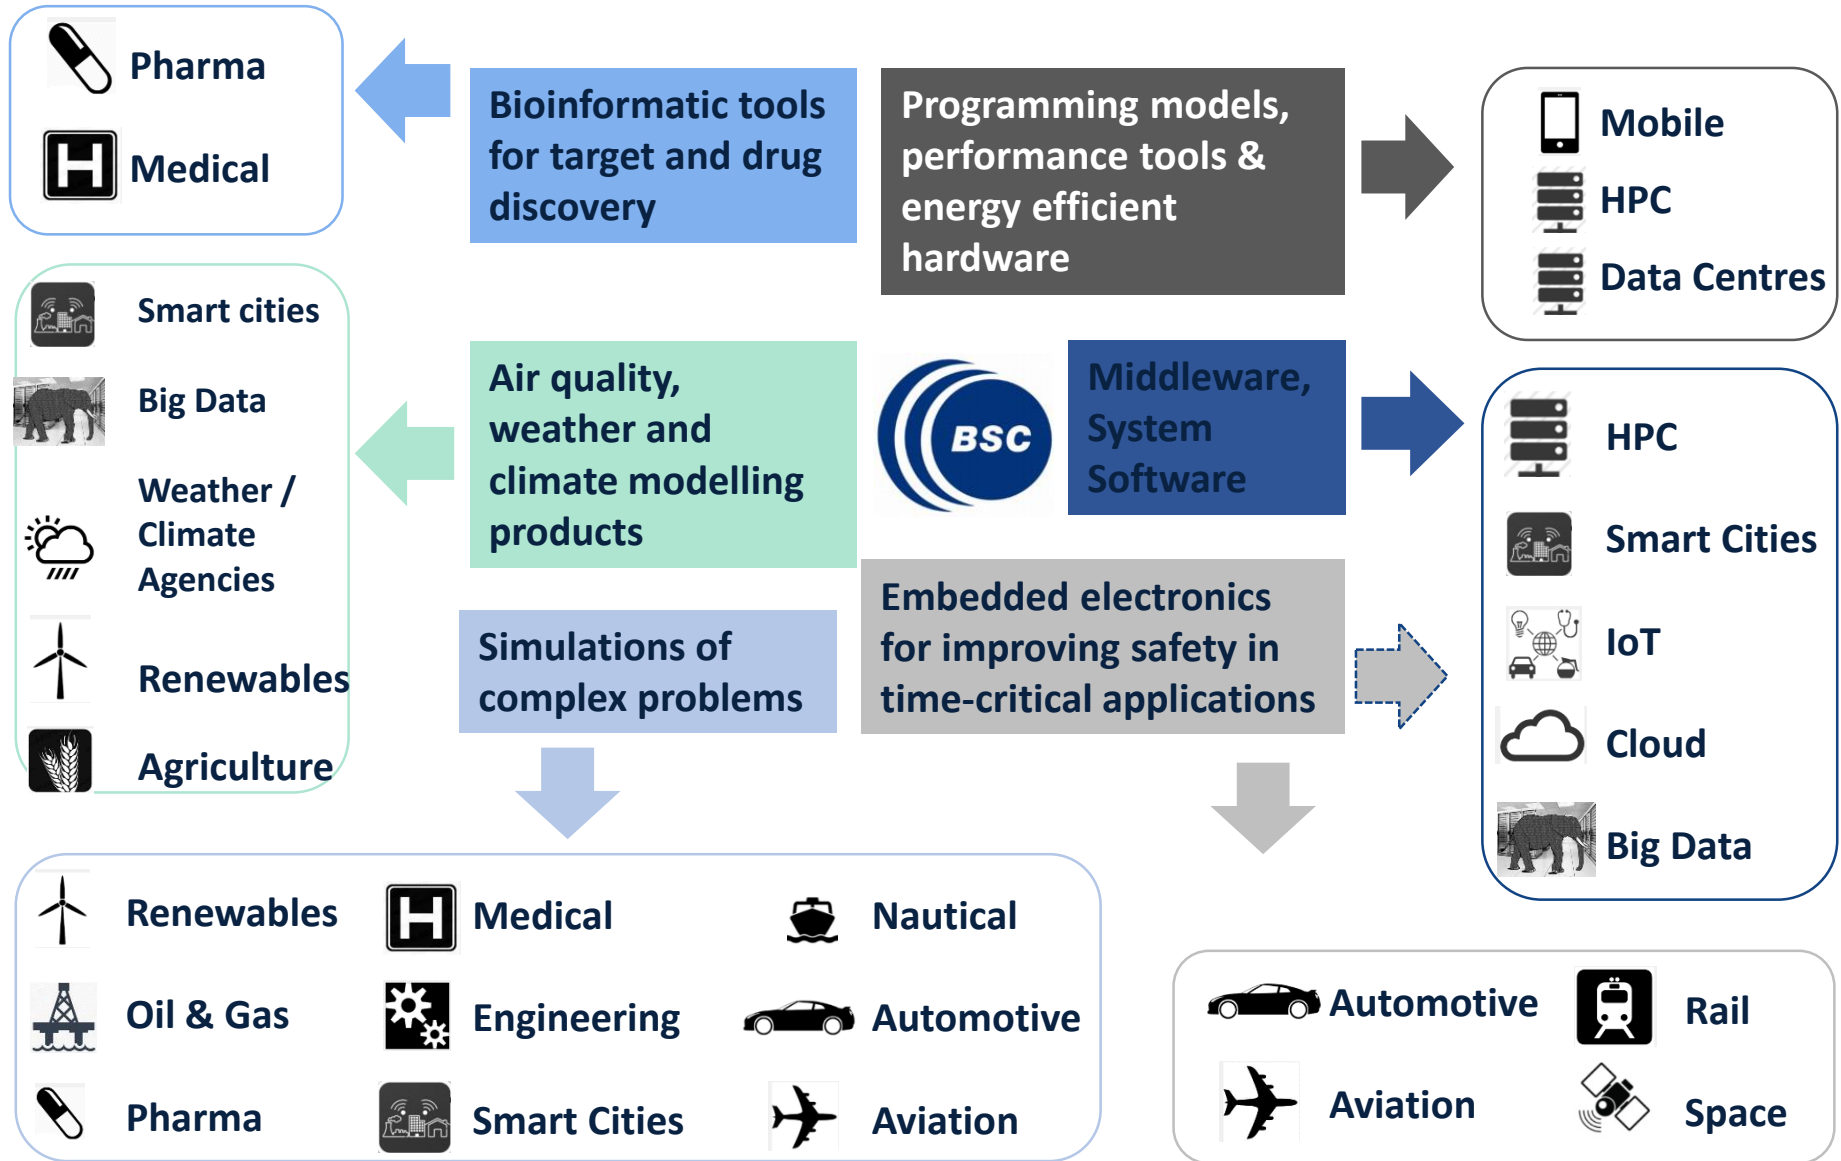 Pharma
Medical
Bioinformatic tools
for target and drug
discovery
Programming models,
performance tools &
energy efficient
hardware
Mobile
HPC
Data Centres
Smart cities
Big Data
Weather /
Climate
Agencies
Renewables
Agriculture
Air quality,
weather and
climate modelling
products
BSC
Middleware,
System
Software
HPC
Smart Cities
IoT
Cloud
Big Data
Simulations of
complex problems
Embedded electronics
for improving safety in
time-critical applications
Renewables
Medical
Nautical
Oil & Gas
Engineering
Automotive
Pharma
Smart Cities
Aviation
Automotive
Rail
Aviation
Space